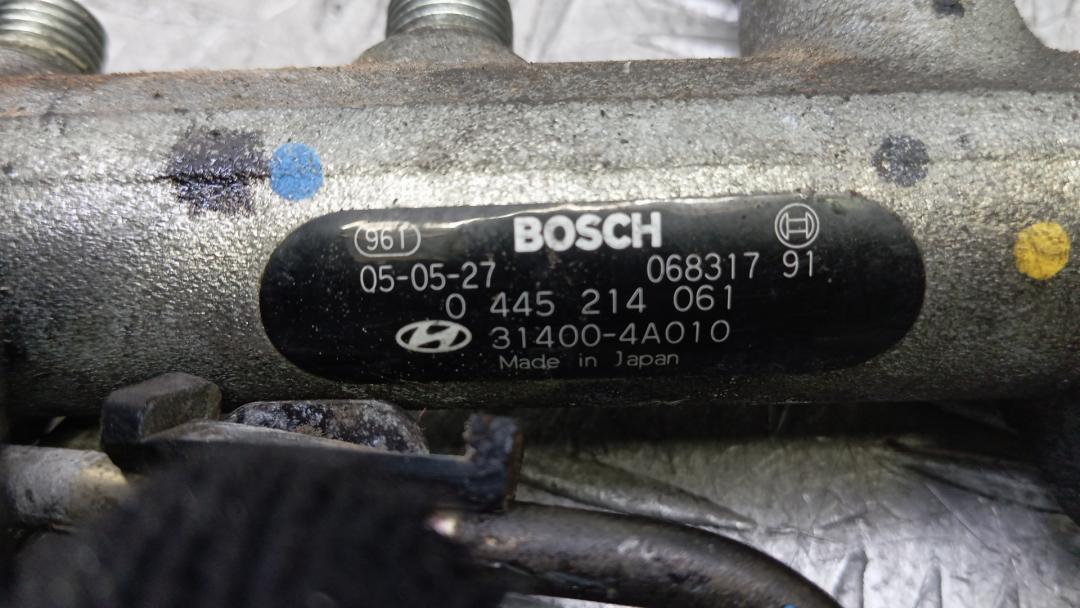 961 BOSCH
05-05-27 068317 91
0 445 214 061
31400-4A010
Made in Japan